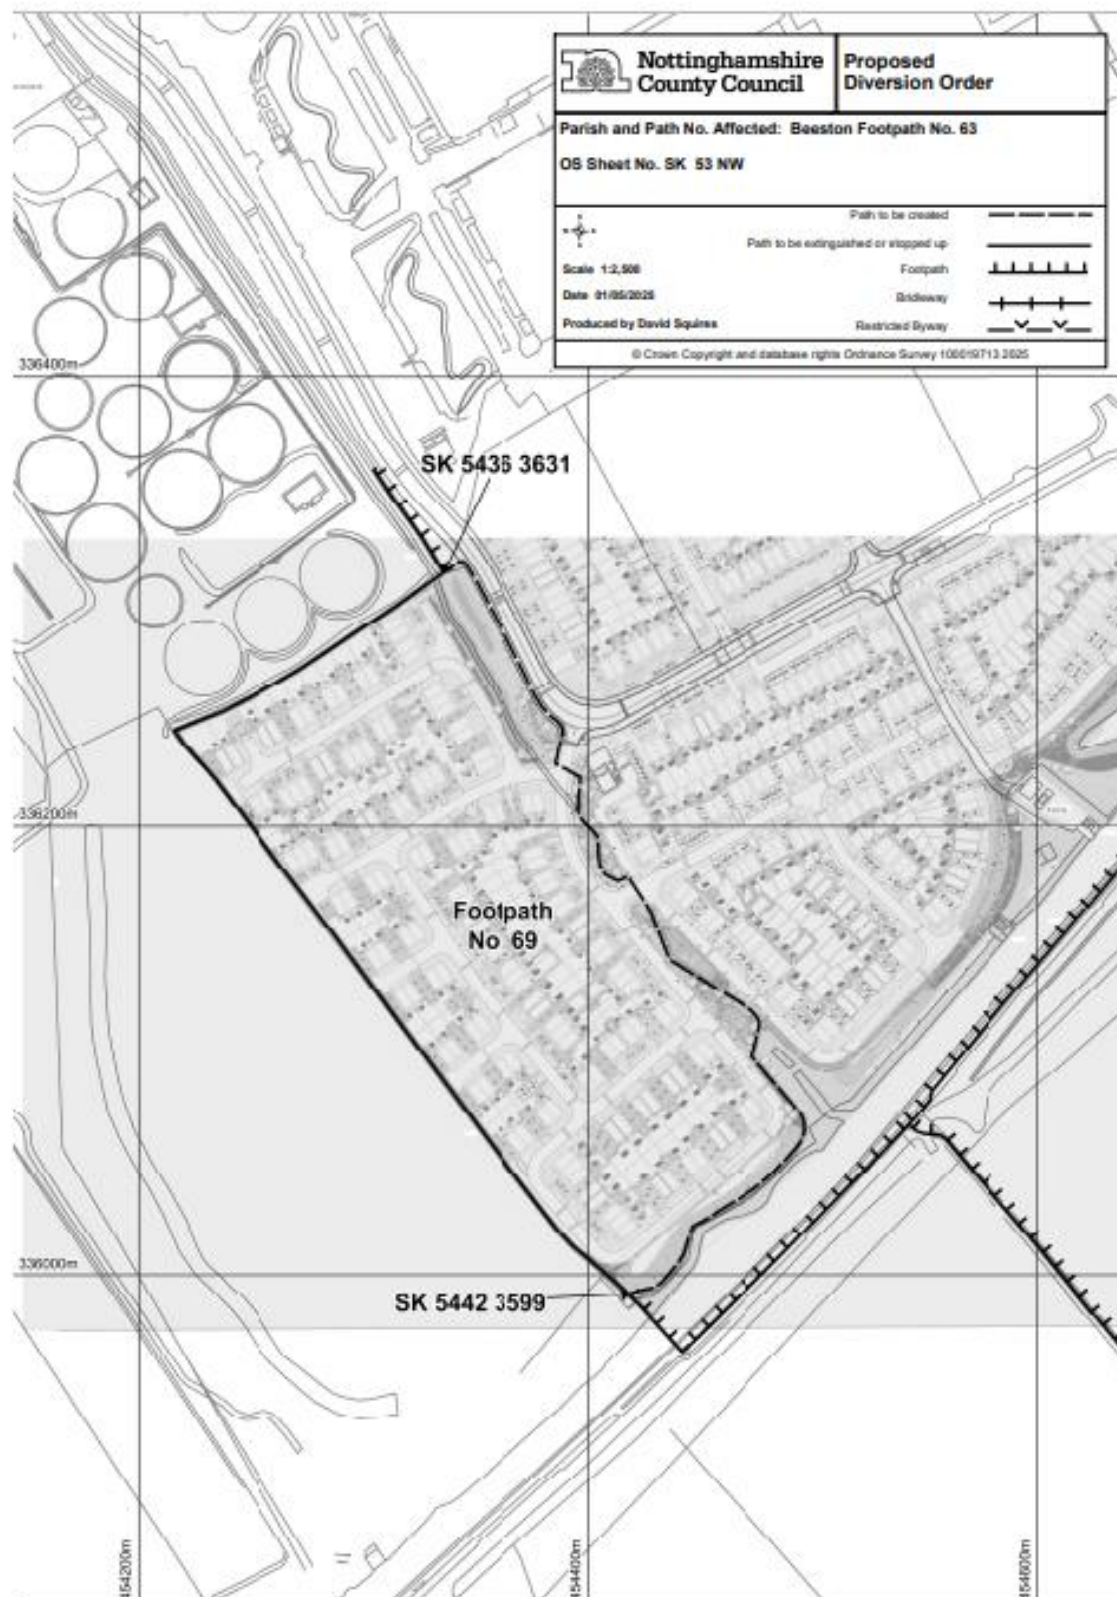 Nottinghamshire
County Council
Proposed
Diversion Order
Parish and Path No. Affected: Beeston Footpath No. 63
OS Sheet No. SK 53 NW
Path to be created
Path to be extinguished or stopped up
Scale 1:2,500
Footpath
Date 01/05/2025
Bridleway
Produced by David Squires
Restricted Byway
© Crown Copyright and database rights Ordnance Survey 100019713 2025
336400m
SK 5436 3631
336200m
Footpath
No 69
336000m
SK 5442 3599
454200m
454400m
454600m